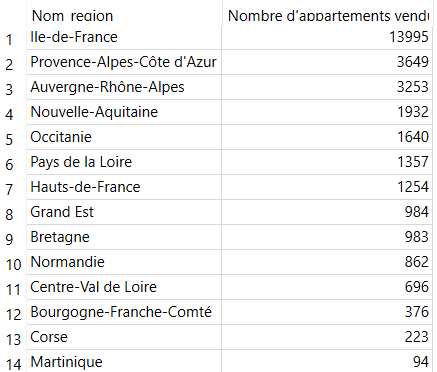 Nom_region Nombre d'appartements vendu
1 Ile-de-France 13995
2 Provence-Alpes-Côte d'Azur 3649
3 Auvergne-Rhône-Alpes 3253
4 Nouvelle-Aquitaine 1932
5 Occitanie 1640
6 Pays de la Loire 1357
7 Hauts-de-France 1254
8 Grand Est 984
9 Bretagne 983
10 Normandie 862
11 Centre-Val de Loire 696
12 Bourgogne-Franche-Comté 376
13 Corse 223
14 Martinique 94